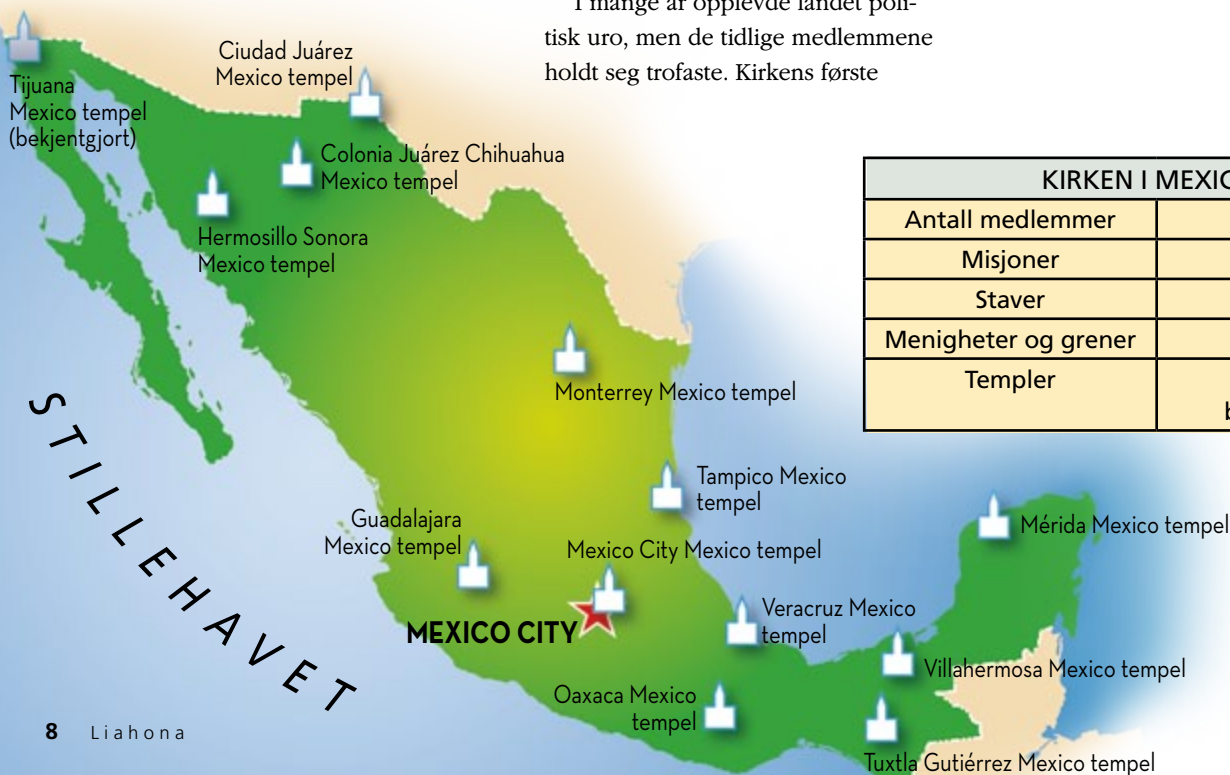 I mange år opplevde landet poli-
tisk uro, men de tidlige medlemmene
holdt seg trofaste. Kirkens første
Ciudad Juárez
Mexico tempel
Tijuana
Mexico tempel
(bekjentgjort)
Colonia Juárez Chihuahua
Mexico tempel
Hermosillo Sonora
Mexico tempel
KIRKEN I MEXIC
Antall medlemmer
Misjoner
Staver
Menigheter og grener
Templer
Monterrey Mexico tempel
STILLEHAVET
Tampico Mexico
tempel
Guadalajara
Mexico tempel
Mexico City Mexico tempel
Mérida Mexico tempel
MEXICO CITY
Veracruz Mexico
tempel
Villahermosa Mexico tempel
Oaxaca Mexico
tempel
Tuxtla Gutiérrez Mexico tempel
8 Liahona